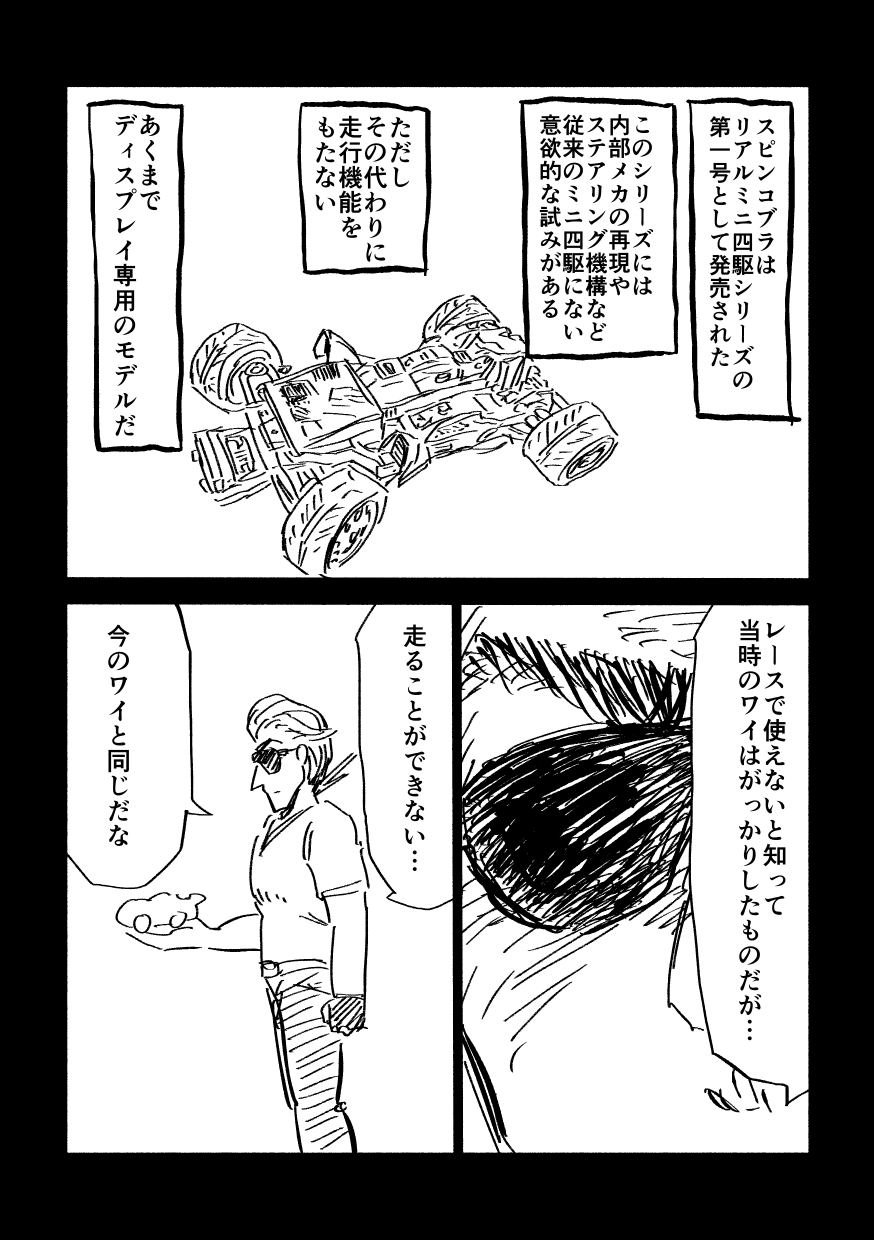 スピンコブラは
リアルミニ四駆シリーズの
第一号として発売された
このシリーズには
内部メカの再現や
ステアリング機構など
従来のミニ四駆にない
意欲的な試みがある
ただし
その代わりに
走行機能を
もたない
あくまで
ディスプレイ専用のモデルだ
レースで使えないと知って
当時のワイはがっかりしたものだが…
走ることができない…
今のワイと同じだな